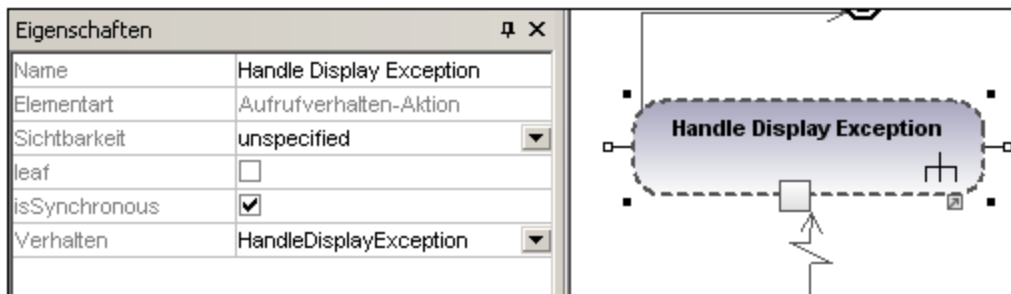 Eigenschaften
Name Handle Display Exception
Elementart Aufrufverhalten-Aktion
Sichtbarkeit unspecified
leaf
isSynchronous
Verhalten HandleDisplayException
Handle Display Exception